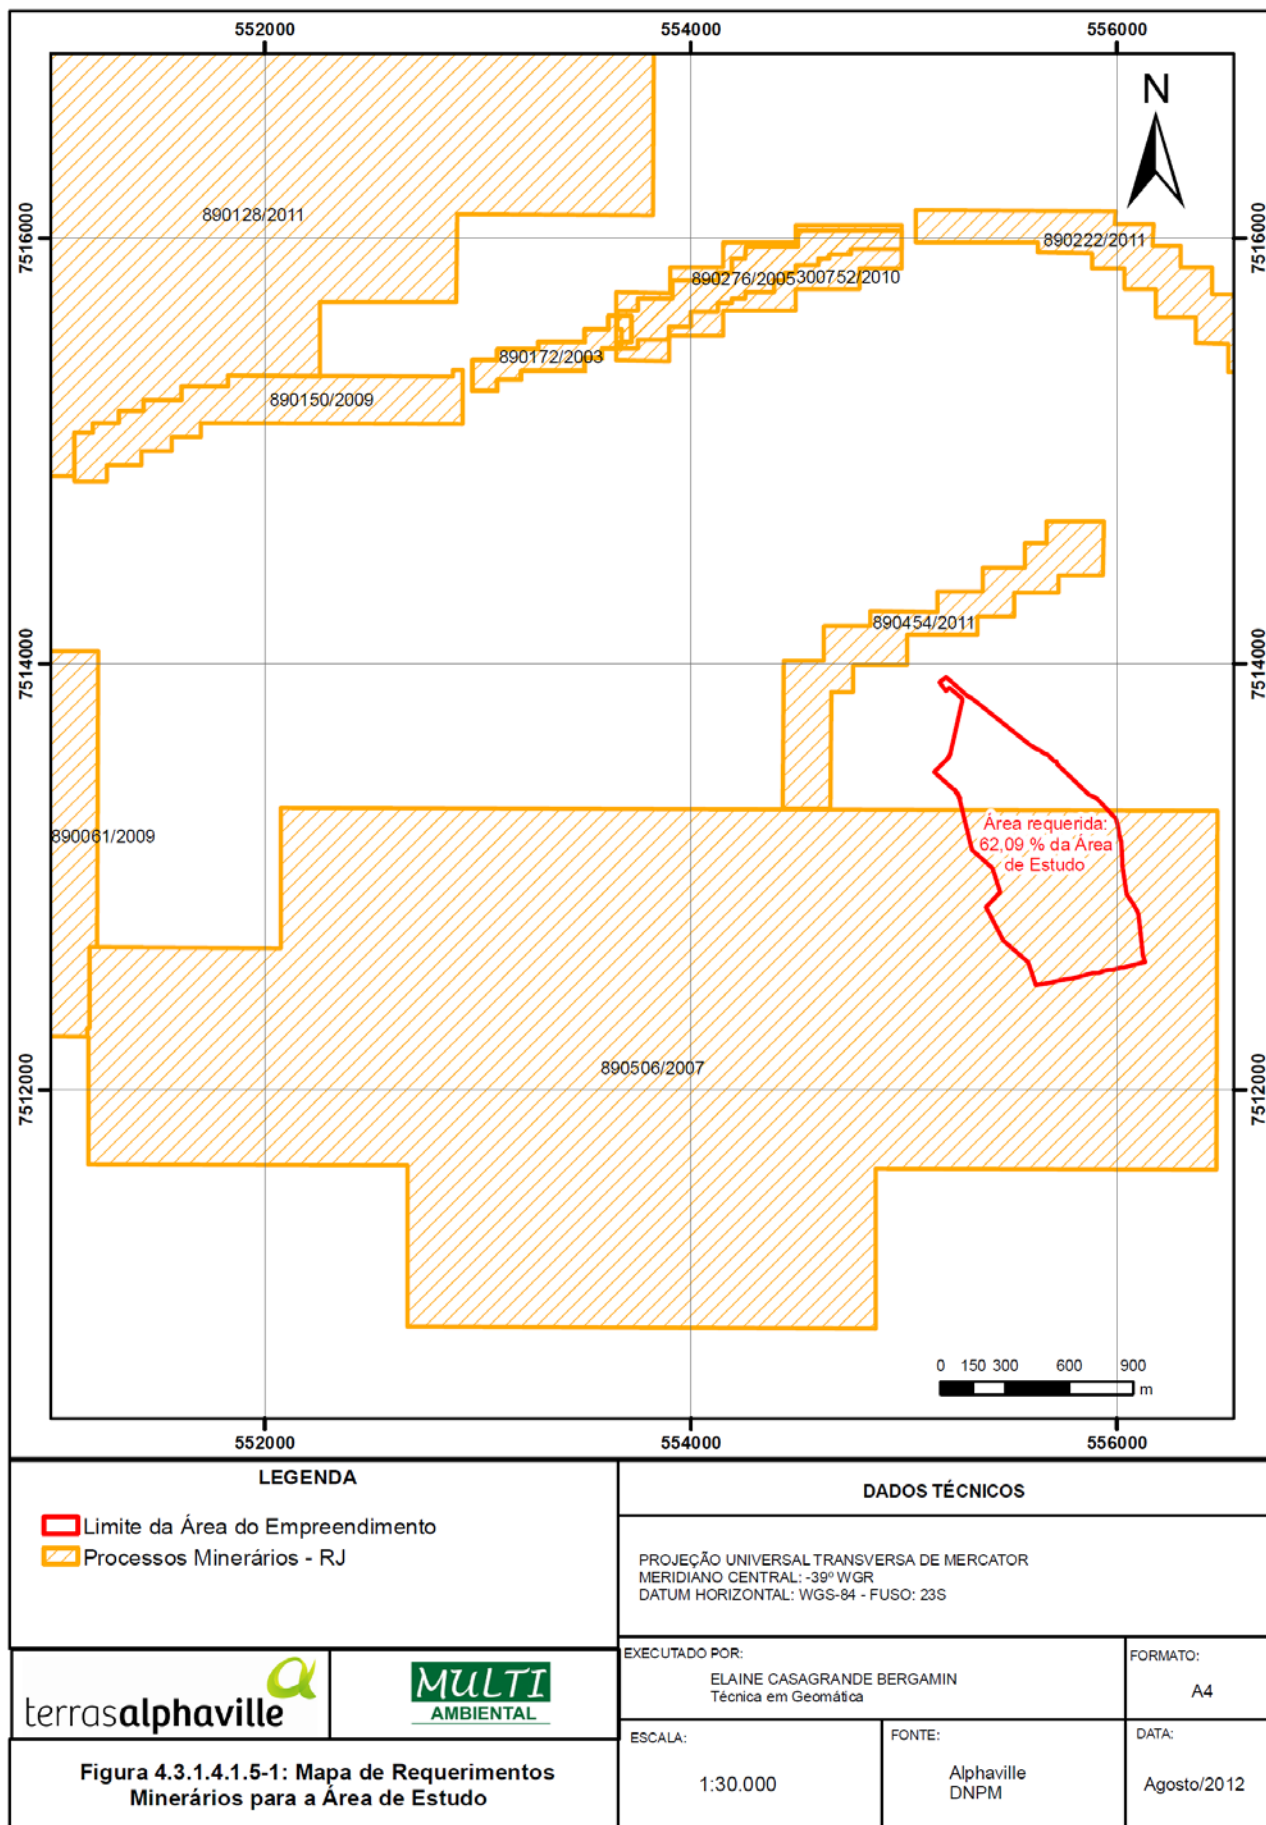 552000
554000
556000
N
890128/2011
7516000
7516000
890222/2011
890276/2005
300752/2010
890172/2003
890150/2009
890454/2011
7514000
7514000
Área requerida:
62,09 % da Área
de Estudo
890061/2009
890506/2007
7512000
7512000
0 150 300 600 900
m
552000
554000
556000
LEGENDA
Limite da Área do Empreendimento
Processos Minerários - RJ
DADOS TÉCNICOS
PROJEÇÃO UNIVERSAL TRANSVERSA DE MERCATOR
MERIDIANO CENTRAL: -39º WGR
DATUM HORIZONTAL: WGS-84 - FUSO: 23S
terrasalphaville
MULTI
AMBIENTAL
EXECUTADO POR:
ELAINE CASAGRANDE BERGAMIN
Técnica em Geomática
FORMATO:
A4
Figura 4.3.1.4.1.5-1: Mapa de Requerimentos
Minerários para a Área de Estudo
ESCALA:
1:30.000
FONTE:
Alphaville
DNPM
DATA:
Agosto/2012